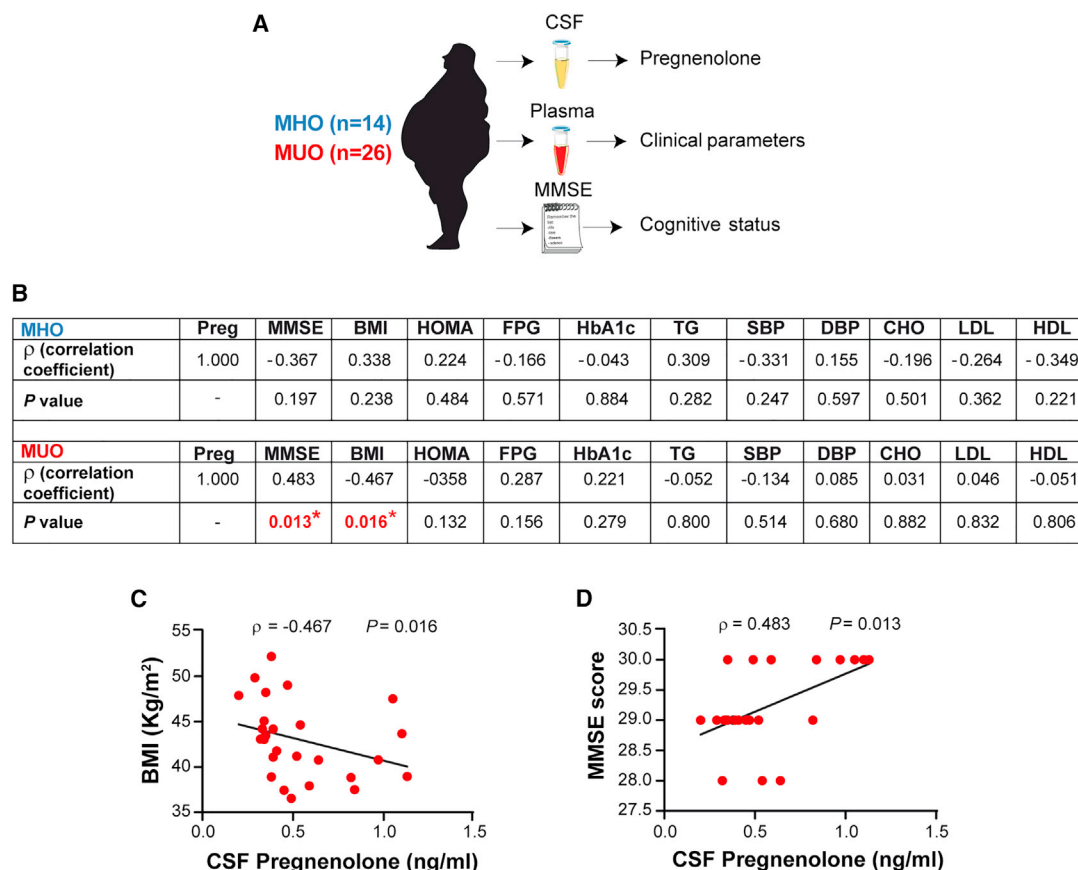 A
CSF
Pregnenolone
MHO (n=14)
MUO (n=26)
Plasma
Clinical parameters
MMSE
Cognitive status
B
MHO Preg MMSE BMI HOMA FPG HbA1c TG SBP DBP CHO LDL HDL
ρ (correlation coefficient) 1.000 -0.367 0.338 0.224 -0.166 -0.043 0.309 -0.331 0.155 -0.196 -0.264 -0.349
P value - 0.197 0.238 0.484 0.571 0.884 0.282 0.247 0.597 0.501 0.362 0.221
MUO Preg MMSE BMI HOMA FPG HbA1c TG SBP DBP CHO LDL HDL
ρ (correlation coefficient) 1.000 0.483 -0.467 -0358 0.287 0.221 -0.052 -0.134 0.085 0.031 0.046 -0.051
P value - 0.013* 0.016* 0.132 0.156 0.279 0.800 0.514 0.680 0.882 0.832 0.806
C
ρ = -0.467 P= 0.016
BMI (Kg/m²)
55
50
45
40
35
0.0 0.5 1.0 1.5
CSF Pregnenolone (ng/ml)
D
ρ = 0.483 P= 0.013
MMSE score
30.5
30.0
29.5
29.0
28.5
28.0
27.5
0.0 0.5 1.0 1.5
CSF Pregnenolone (ng/ml)